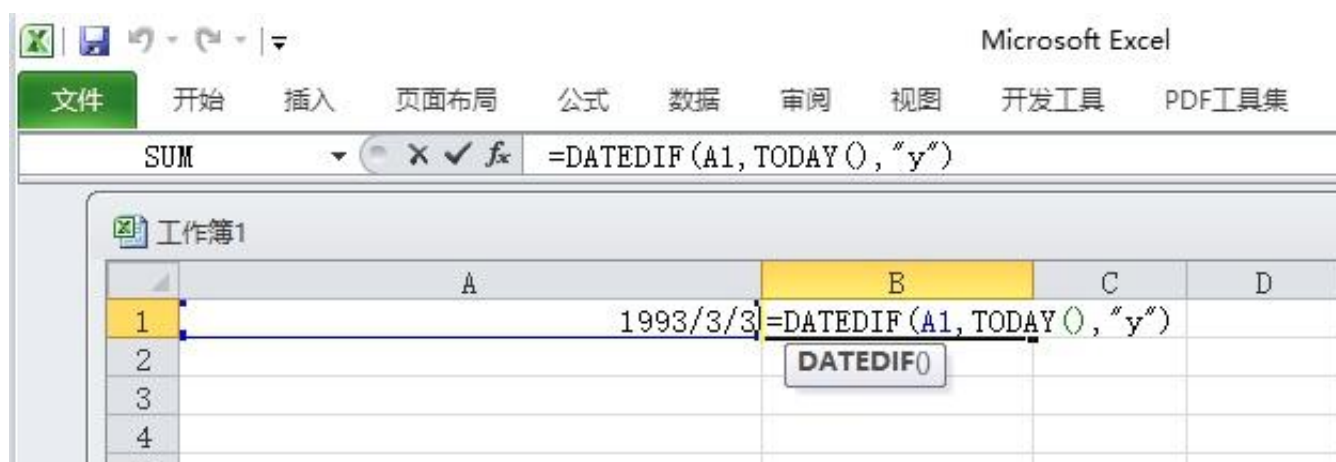 Microsoft Excel
文件 开始 插入 页面布局 公式 数据 审阅 视图 开发工具 PDF工具集
SUM fx =DATEDIF(A1,TODAY(),"y")
工作簿1
A B C D
1 1993/3/3 =DATEDIF(A1,TODAY(),"y")
2 DATEDIF()
3
4